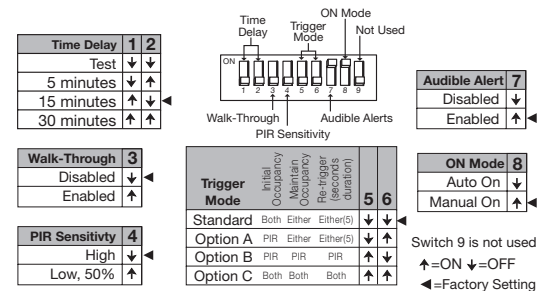 Time Delay 1 2
Test ↓ ↓
5 minutes ↓ ↑
15 minutes ↑ ↓ ◄
30 minutes ↑ ↑
Walk-Through 3
Disabled ↓ ◄
Enabled ↑
PIR Sensitivty 4
High ↓ ◄
Low, 50% ↑
Time
Delay
Trigger
Mode
ON Mode
Not Used
ON
1 2 3 4 5 6 7 8 9
Walk-Through
PIR Sensitivity
Audible Alerts
Trigger
Mode
Initial
Occupancy
Maintain
Occupancy
Re-trigger
(seconds
duration)
5 6
Standard Both Either Either(5) ↓ ↓ ◄
Option A PIR Either Either(5) ↓ ↑
Option B PIR PIR PIR ↑ ↓
Option C Both Both Both ↑ ↑
Audible Alert 7
Disabled ↓
Enabled ↑ ◄
ON Mode 8
Auto On ↓
Manual On ↑ ◄
Switch 9 is not used
↑=ON ↓=OFF
◄=Factory Setting